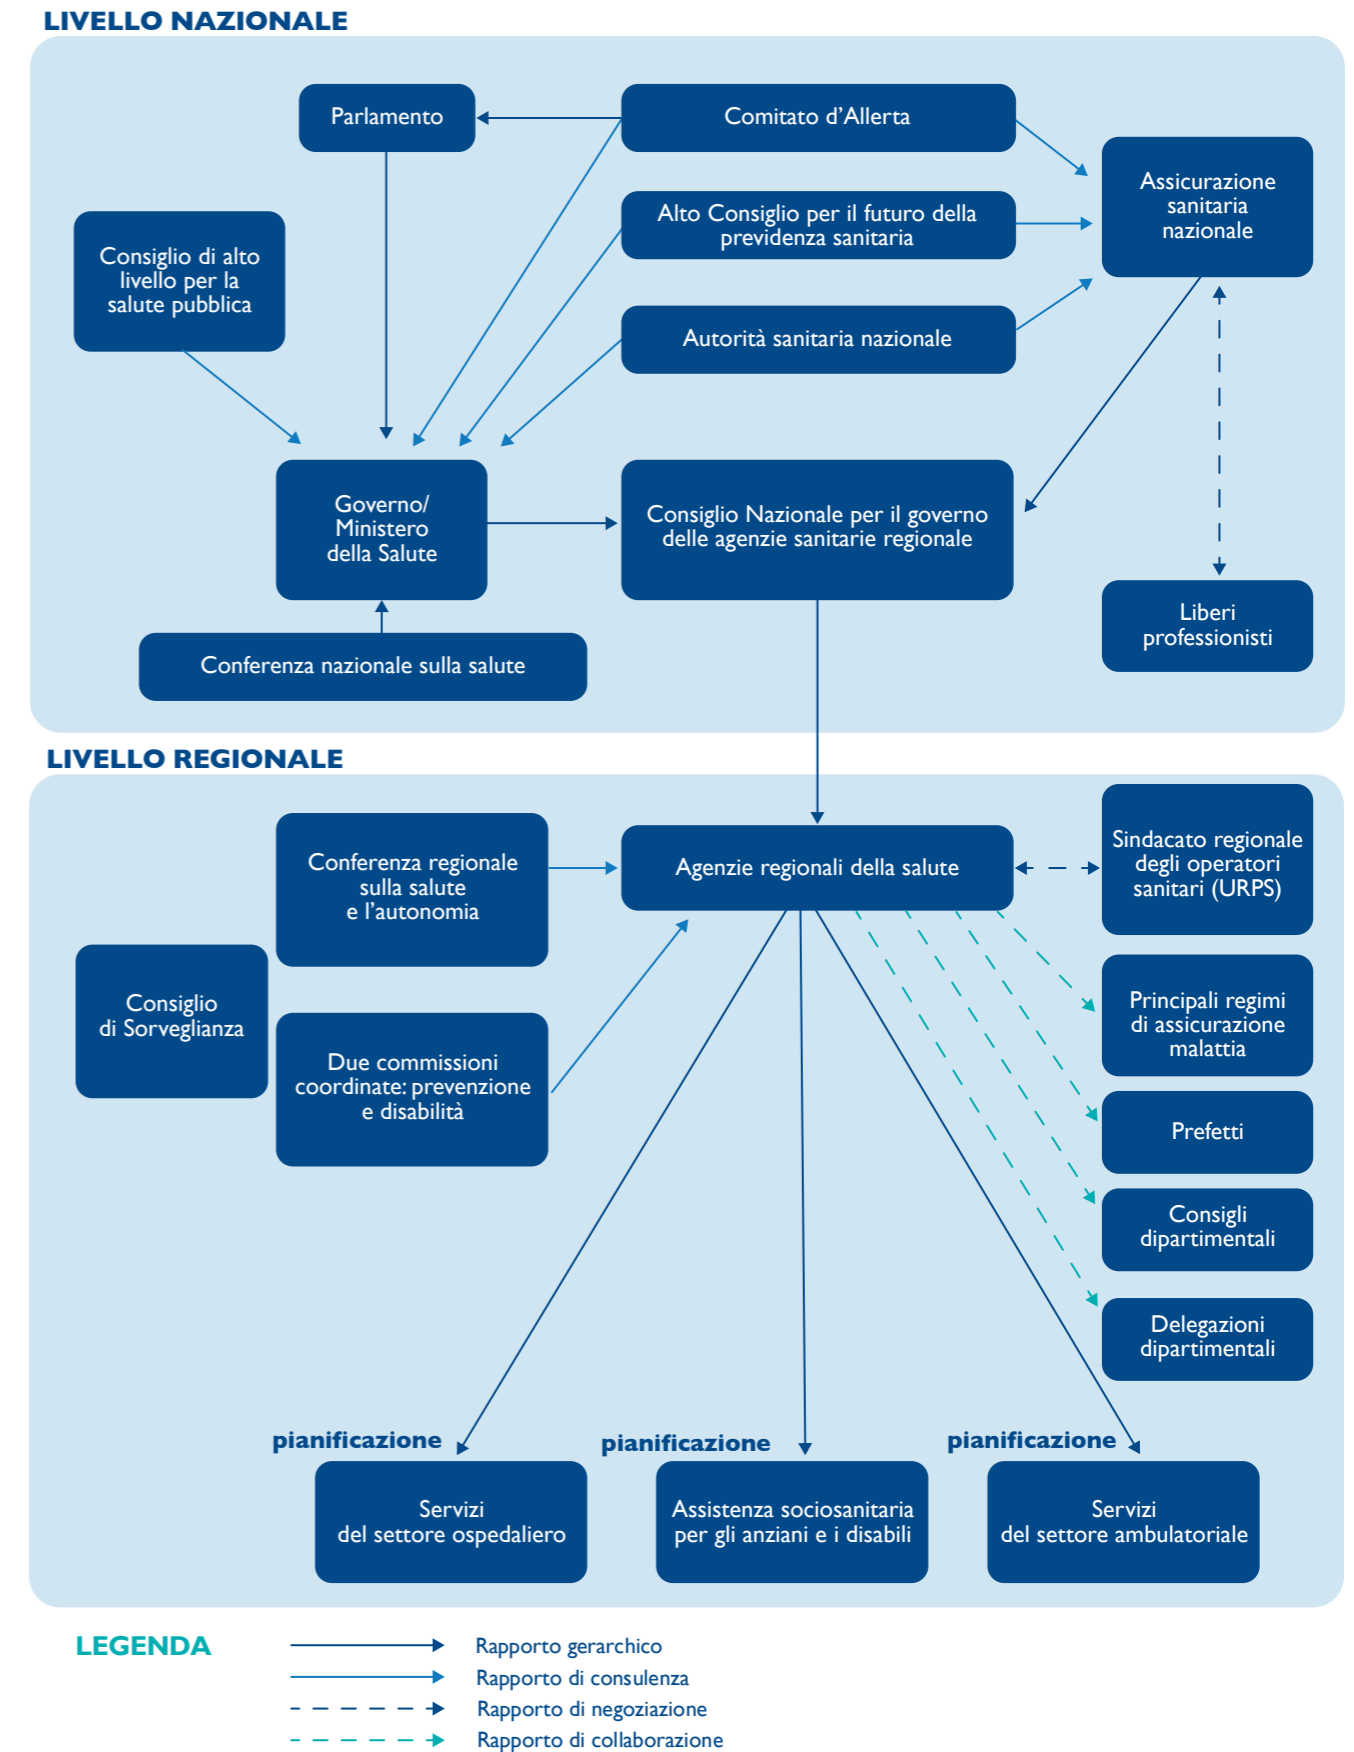 LIVELLO NAZIONALE
Parlamento
Comitato d'Allerta
Assicurazione
sanitaria
nazionale
Alto Consiglio per il futuro della
previdenza sanitaria
Consiglio di alto
livello per la
salute pubblica
Autorità sanitaria nazionale
Governo/
Ministero
della Salute
Consiglio Nazionale per il governo
delle agenzie sanitarie regionale
Liberi
professionisti
Conferenza nazionale sulla salute
LIVELLO REGIONALE
Conferenza regionale
sulla salute
e l'autonomia
Agenzie regionali della salute
Sindacato regionale
degli operatori
sanitari (URPS)
Consiglio
di Sorveglianza
Principali regimi
di assicurazione
malattia
Due commissioni
coordinate: prevenzione
e disabilità
Prefetti
Consigli
dipartimentali
Delegazioni
dipartimentali
pianificazione
pianificazione
pianificazione
Servizi
del settore ospedaliero
Assistenza sociosanitaria
per gli anziani e i disabili
Servizi
del settore ambulatoriale
LEGENDA
Rapporto gerarchico
Rapporto di consulenza
Rapporto di negoziazione
Rapporto di collaborazione